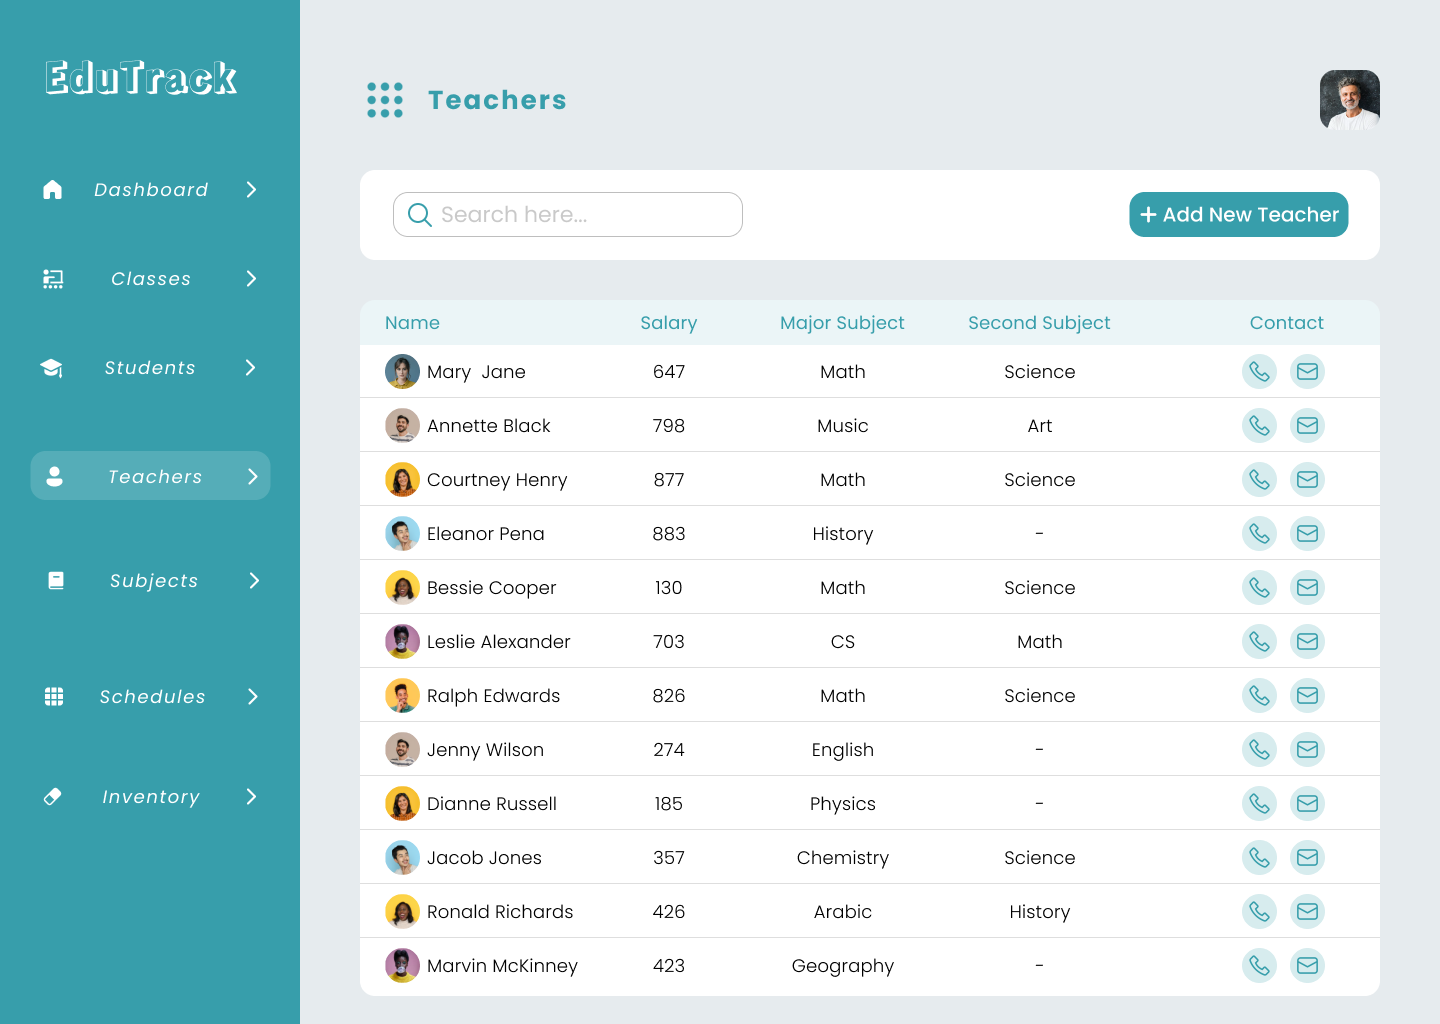 EduTrack
Dashboard
Classes
Students
Teachers
Subjects
Schedules
Inventory
Teachers
Search here...
+ Add New Teacher
Name Salary Major Subject Second Subject Contact
Mary Jane 647 Math Science
Annette Black 798 Music Art
Courtney Henry 877 Math Science
Eleanor Pena 883 History -
Bessie Cooper 130 Math Science
Leslie Alexander 703 CS Math
Ralph Edwards 826 Math Science
Jenny Wilson 274 English -
Dianne Russell 185 Physics -
Jacob Jones 357 Chemistry Science
Ronald Richards 426 Arabic History
Marvin McKinney 423 Geography -